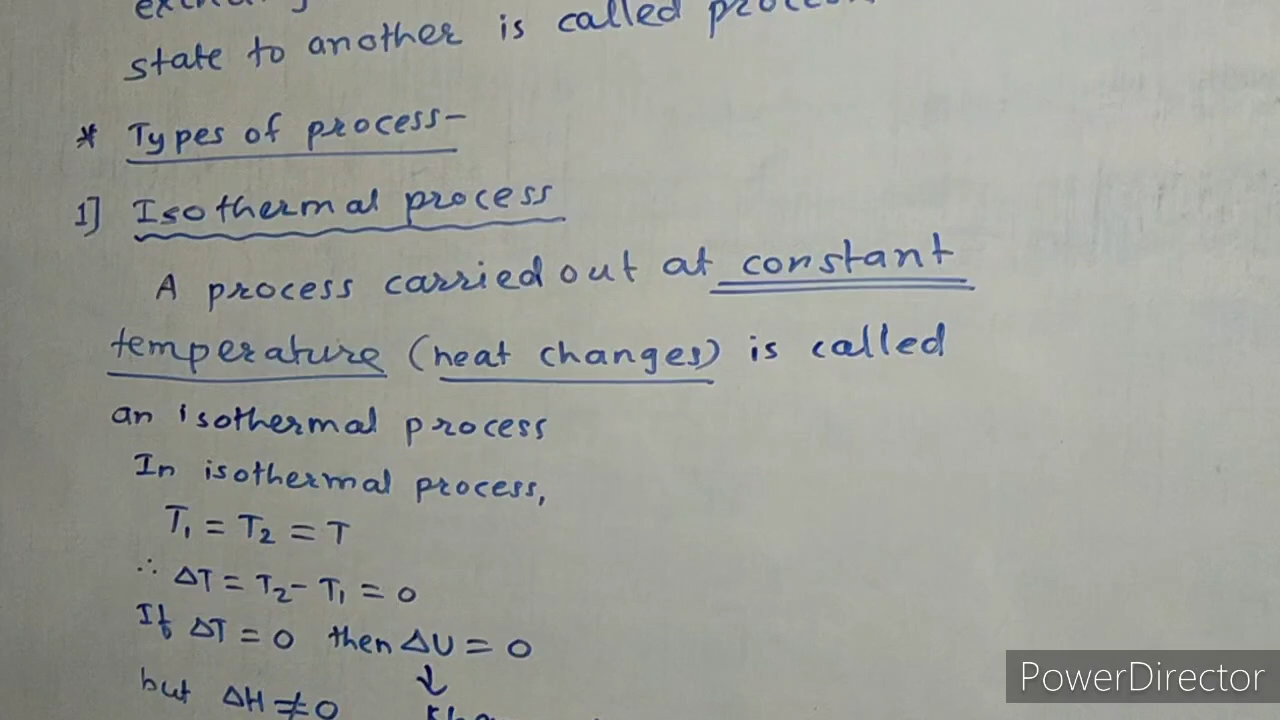 state to another is called
* Types of process-
1] Isothermal process
A process carried out at constant
temperature (heat changes) is called
an isothermal process
In isothermal process,
T₁ = T₂ = T
∴ ΔT = T₂ - T₁ = 0
If ΔT = 0 then ΔU = 0
↓
but ΔH ≠ 0
PowerDirector